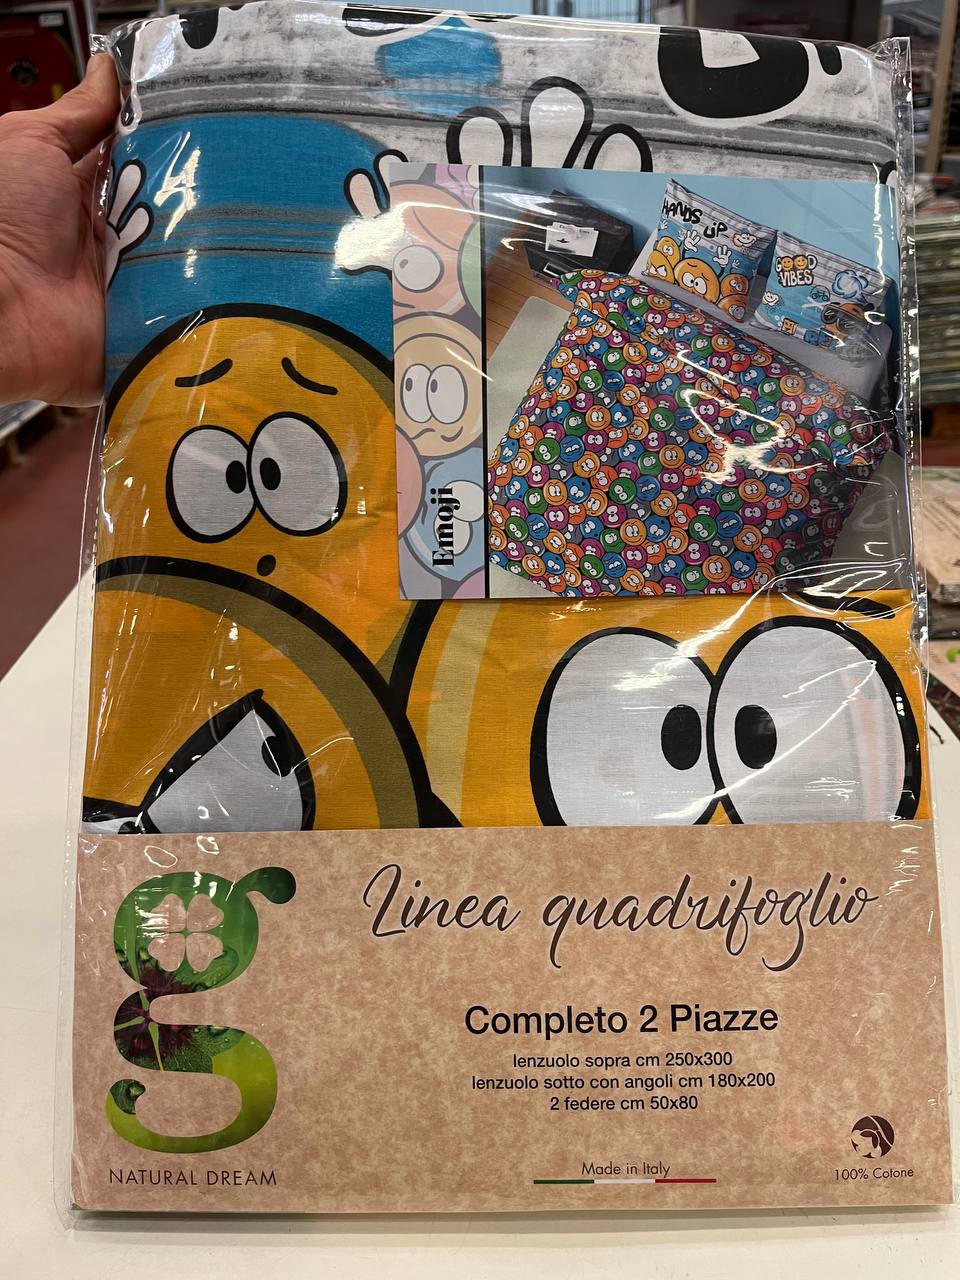 HANDS
UP
GOOD
VIBES
Emoji
Linea quadrifoglio
Completo 2 Piazze
lenzuolo sopra cm 250x300
lenzuolo sotto con angoli cm 180x200
2 federe cm 50x80
NATURAL DREAM
Made in Italy
100% Cotone